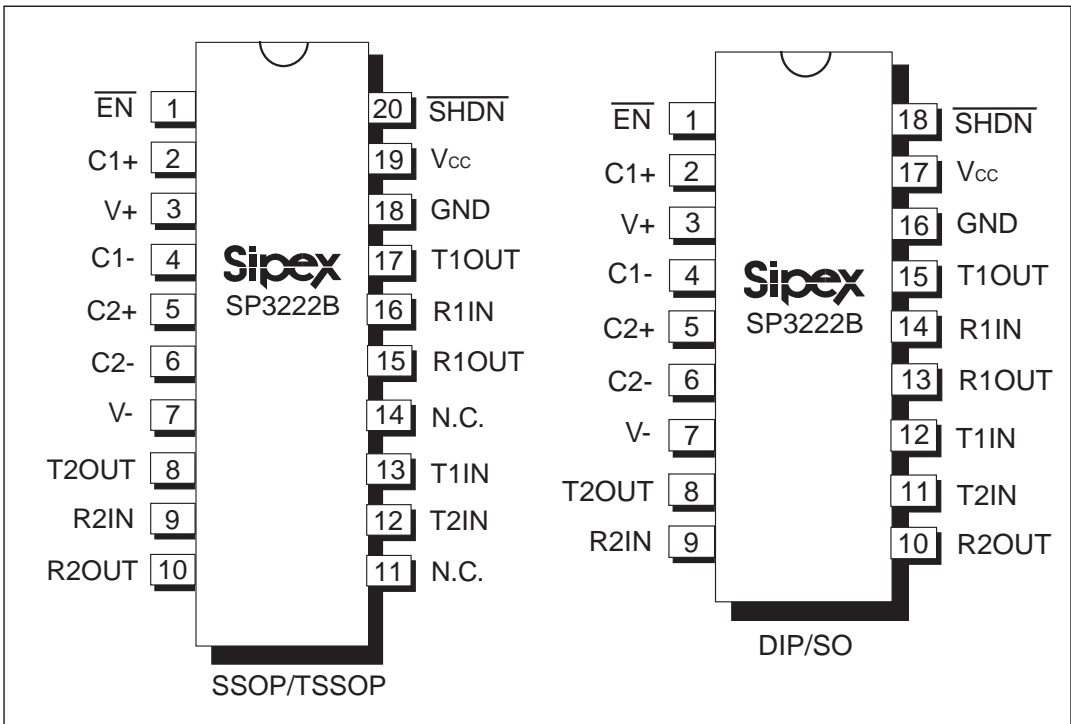 EN 1 20 SHDN
C1+ 2 19 Vcc
V+ 3 18 GND
C1- 4 17 T1OUT
Sipex
SP3222B
C2+ 5 16 R1IN
C2- 6 15 R1OUT
V- 7 14 N.C.
T2OUT 8 13 T1IN
R2IN 9 12 T2IN
R2OUT 10 11 N.C.
SSOP/TSSOP
EN 1 18 SHDN
C1+ 2 17 Vcc
V+ 3 16 GND
C1- 4 15 T1OUT
Sipex
SP3222B
C2+ 5 14 R1IN
C2- 6 13 R1OUT
V- 7 12 T1IN
T2OUT 8 11 T2IN
R2IN 9 10 R2OUT
DIP/SO